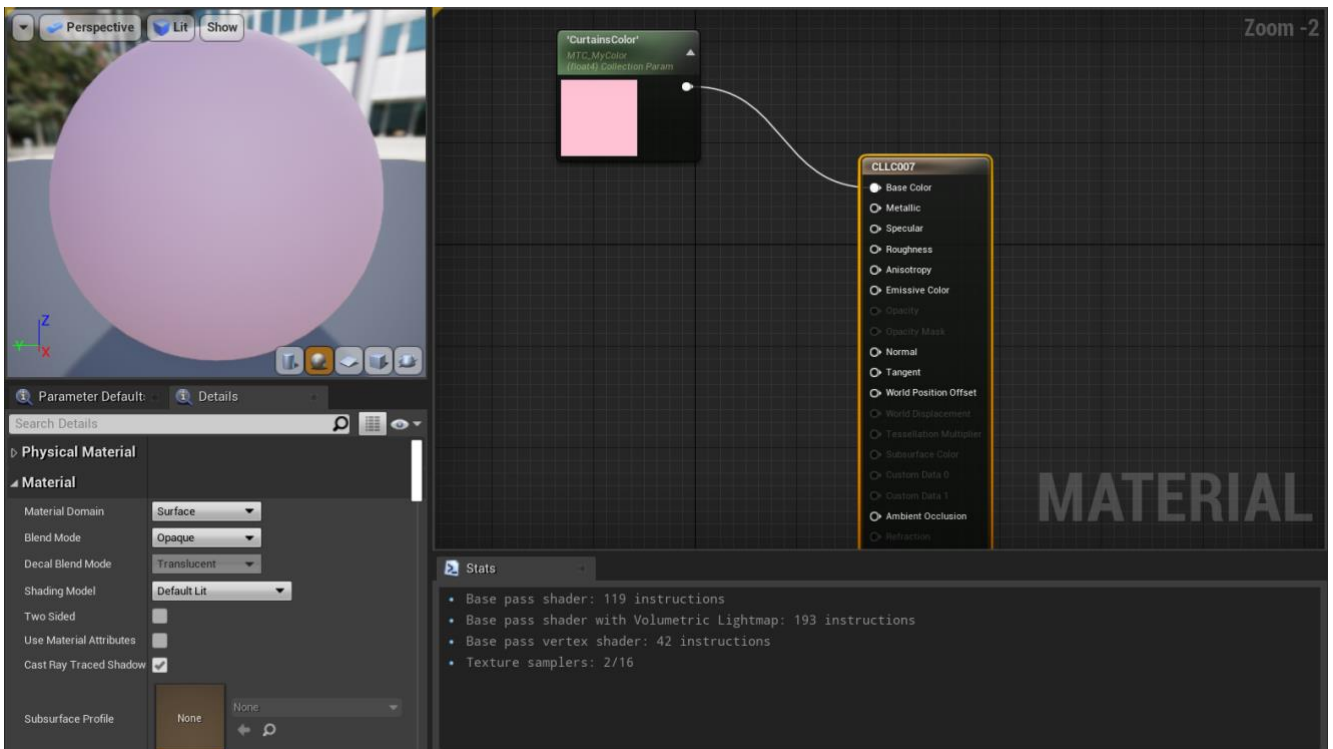 Perspective
Lit
Show
Z
Y
X
Parameter Default:
Details
Search Details
Physical Material
Material
Material Domain
Surface
Blend Mode
Opaque
Decal Blend Mode
Translucent
Shading Model
Default Lit
Two Sided
Use Material Attributes
Cast Ray Traced Shadow
Subsurface Profile
None
None
Zoom -2
'CurtainsColor'
MTC_MyColor
(float4) Collection Param
CLLC007
Base Color
Metallic
Specular
Roughness
Anisotropy
Emissive Color
Opacity
Opacity Mask
Normal
Tangent
World Position Offset
World Displacement
Tessellation Multiplier
Subsurface Color
Custom Data 0
Custom Data 1
Ambient Occlusion
Refraction
MATERIAL
Stats
Base pass shader: 119 instructions
Base pass shader with Volumetric Lightmap: 193 instructions
Base pass vertex shader: 42 instructions
Texture samplers: 2/16